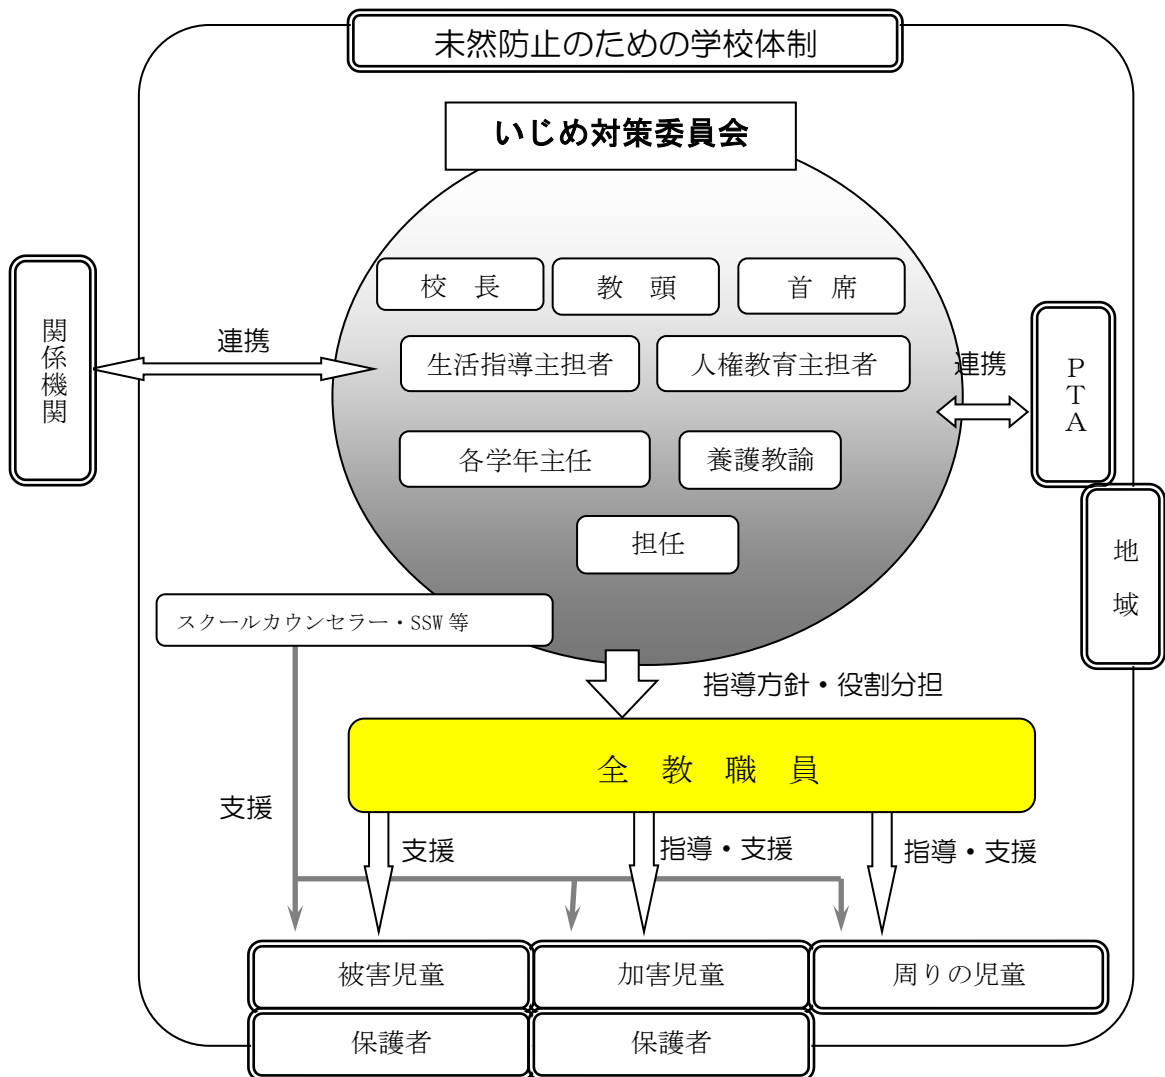 未然防止のための学校体制
いじめ対策委員会
校 長
教 頭
首 席
関係機関
連携
生活指導主担者
人権教育主担者
連携
PTA
各学年主任
養護教諭
担任
地域
スクールカウンセラー・SSW 等
指導方針・役割分担
全 教 職 員
支援
支援
指導・支援
指導・支援
被害児童
加害児童
周りの児童
保護者
保護者